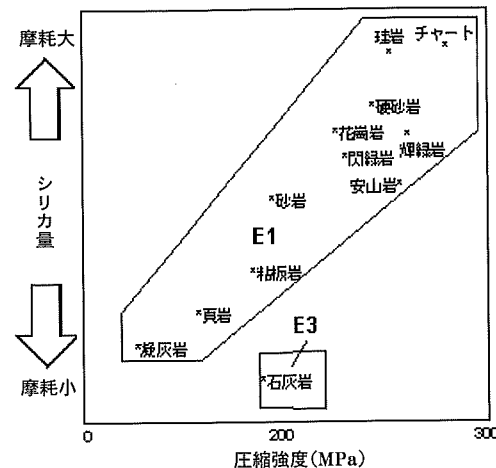 摩耗大
シリカ量
摩耗小
珪岩
チャート
硬砂岩
花崗岩
輝緑岩
閃緑岩
安山岩
砂岩
E1
粘板岩
頁岩
E3
凝灰岩
石灰岩
0
200
300
圧縮強度(MPa)